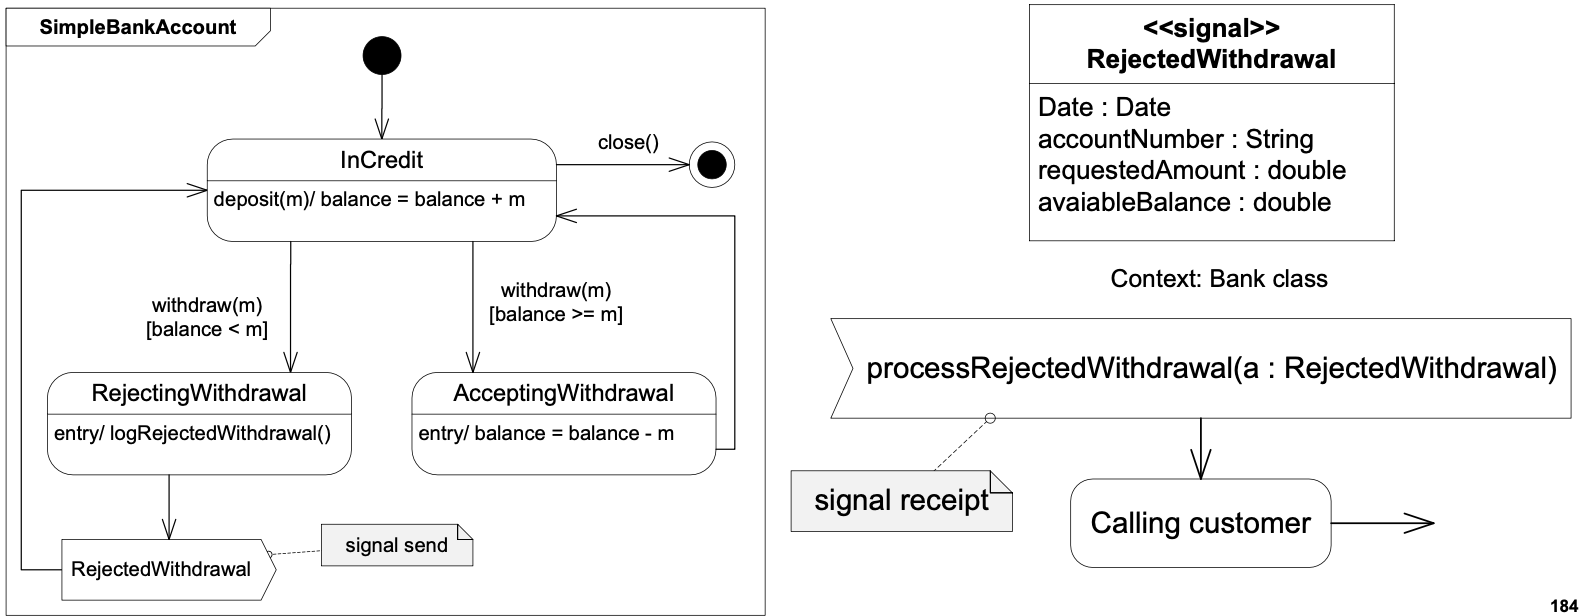 SimpleBankAccount
InCredit
deposit(m)/ balance = balance + m
close()
withdraw(m)
[balance < m]
withdraw(m)
[balance >= m]
RejectingWithdrawal
entry/ logRejectedWithdrawal()
AcceptingWithdrawal
entry/ balance = balance - m
RejectedWithdrawal
signal send
<<signal>>
RejectedWithdrawal
Date : Date
accountNumber : String
requestedAmount : double
avaiableBalance : double
Context: Bank class
processRejectedWithdrawal(a : RejectedWithdrawal)
signal receipt
Calling customer
184